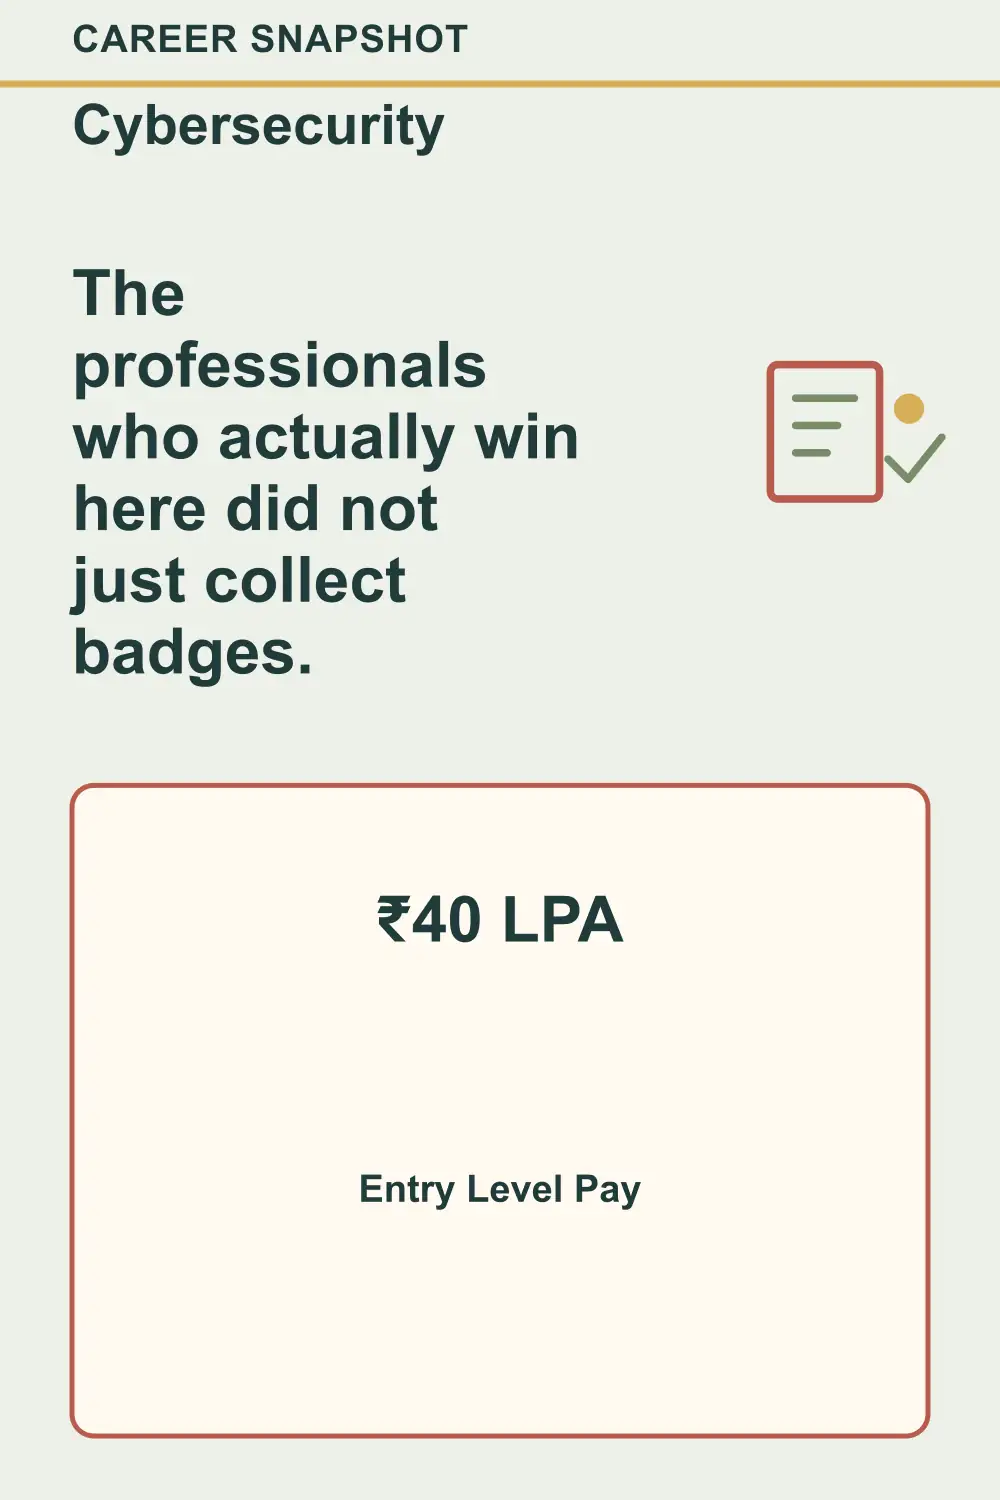 CAREER SNAPSHOT
Cybersecurity
The
professionals
who actually win
here did not
just collect
badges.
₹40 LPA
Entry Level Pay